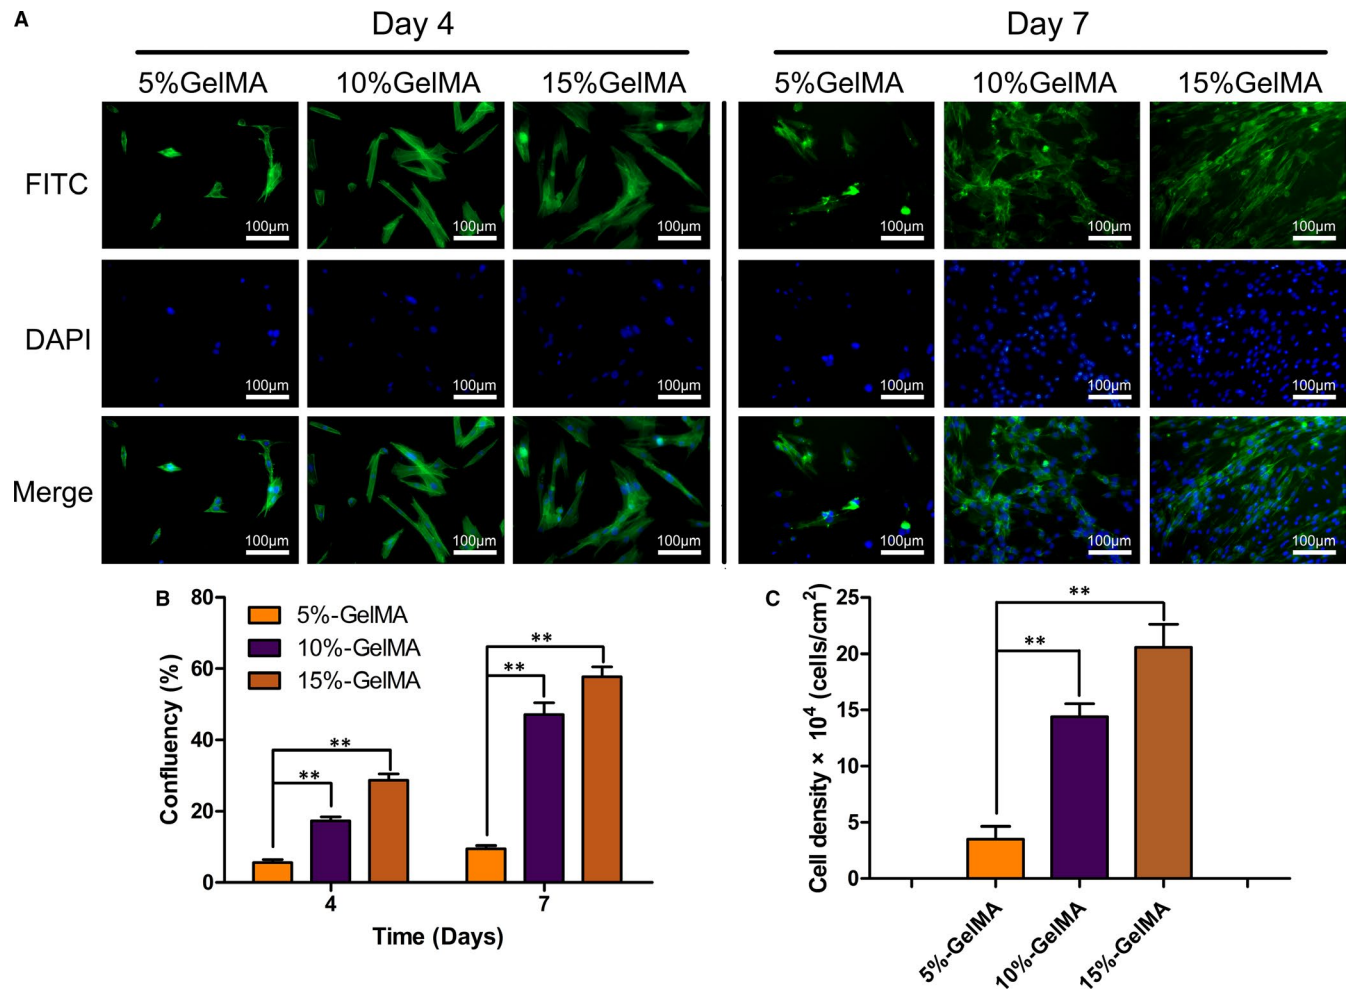 A
Day 4
Day 7
5%GelMA 10%GelMA 15%GelMA 5%GelMA 10%GelMA 15%GelMA
FITC
100μm 100μm 100μm 100μm 100μm 100μm
DAPI
100μm 100μm 100μm 100μm 100μm 100μm
Merge
100μm 100μm 100μm 100μm 100μm 100μm
B
Confluency (%)
80
60
40
20
0
5%-GelMA
10%-GelMA
15%-GelMA
**
**
**
**
4 7
Time (Days)
C
Cell density × 10⁴ (cells/cm²)
25
20
15
10
5
0
**
**
5%-GelMA
10%-GelMA
15%-GelMA